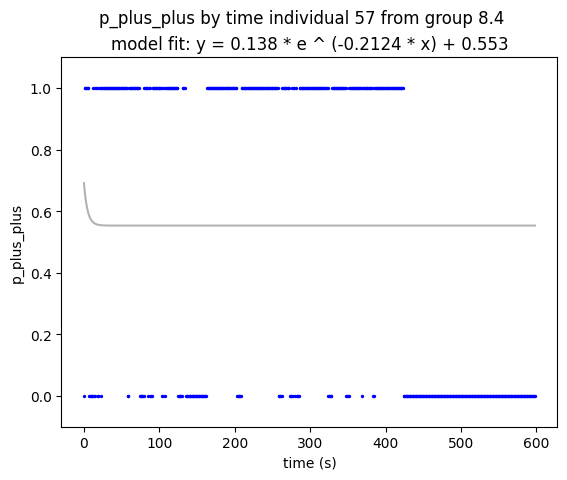 p_plus_plus by time individual 57 from group 8.4
model fit: y = 0.138 * e ^ (-0.2124 * x) + 0.553
1.0
0.8
0.6
0.4
0.2
0.0
p_plus_plus
0 100 200 300 400 500 600
time (s)